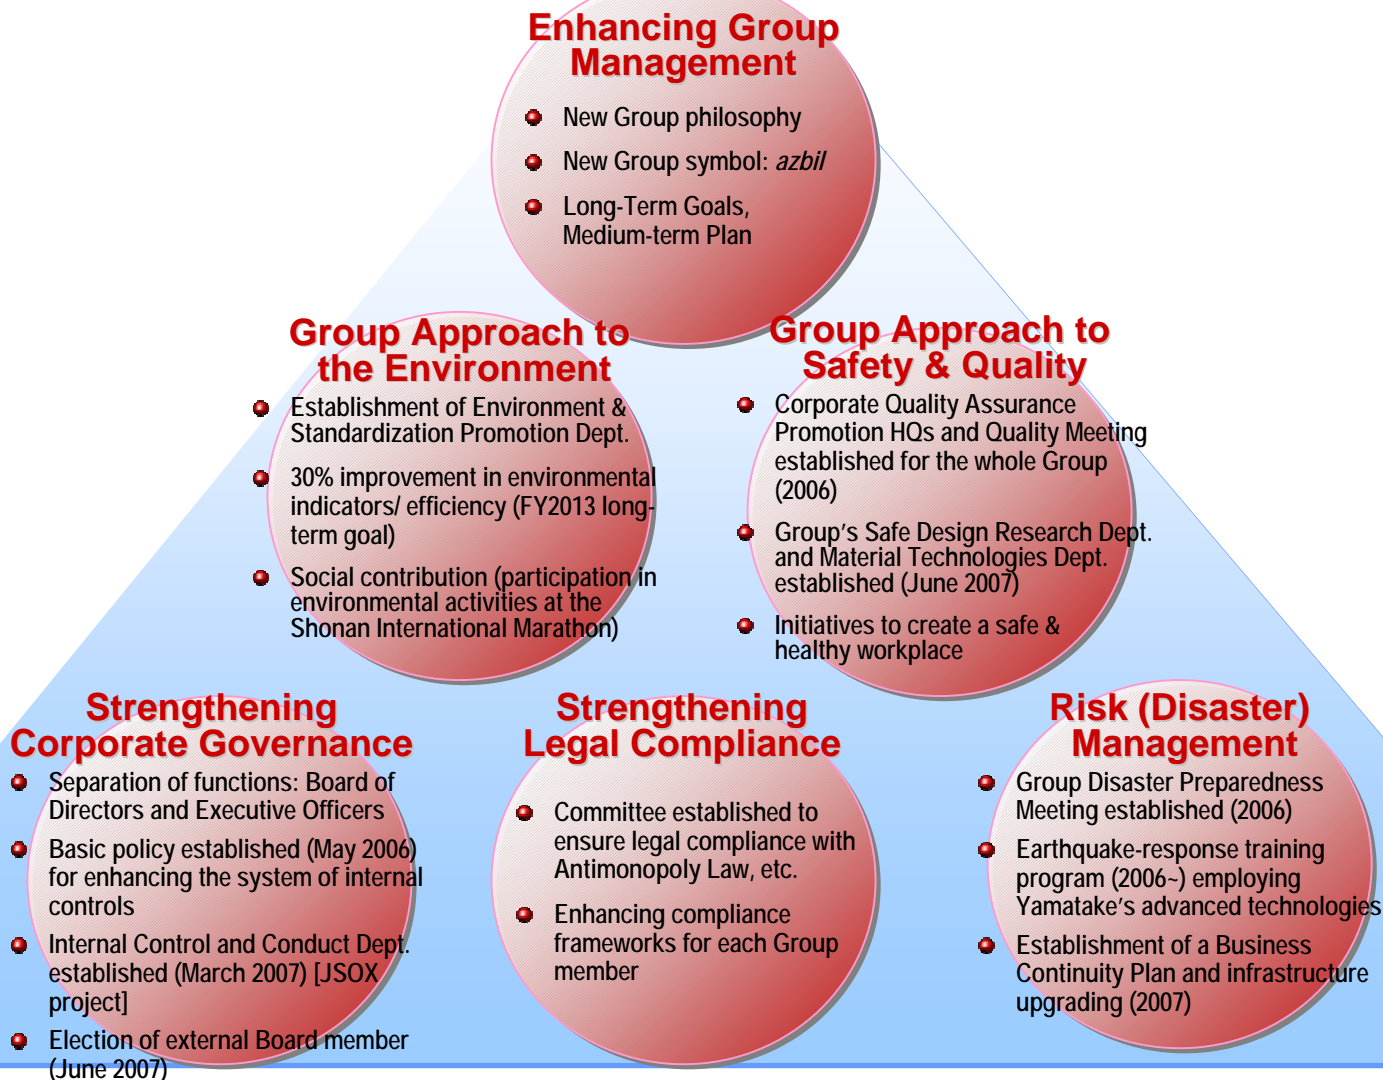 Enhancing Group
Management
New Group philosophy
New Group symbol: azbil
Long-Term Goals,
Medium-term Plan
Group Approach to
the Environment
Establishment of Environment &
Standardization Promotion Dept.
30% improvement in environmental
indicators/ efficiency (FY2013 long-
term goal)
Social contribution (participation in
environmental activities at the
Shonan International Marathon)
Group Approach to
Safety & Quality
Corporate Quality Assurance
Promotion HQs and Quality Meeting
established for the whole Group
(2006)
Group’s Safe Design Research Dept.
and Material Technologies Dept.
established (June 2007)
Initiatives to create a safe &
healthy workplace
Strengthening
Corporate Governance
Separation of functions: Board of
Directors and Executive Officers
Basic policy established (May 2006)
for enhancing the system of internal
controls
Internal Control and Conduct Dept.
established (March 2007) [JSOX
project]
Election of external Board member
(June 2007)
Strengthening
Legal Compliance
Committee established to
ensure legal compliance with
Antimonopoly Law, etc.
Enhancing compliance
frameworks for each Group
member
Risk (Disaster)
Management
Group Disaster Preparedness
Meeting established (2006)
Earthquake-response training
program (2006~) employing
Yamatake’s advanced technologies
Establishment of a Business
Continuity Plan and infrastructure
upgrading (2007)